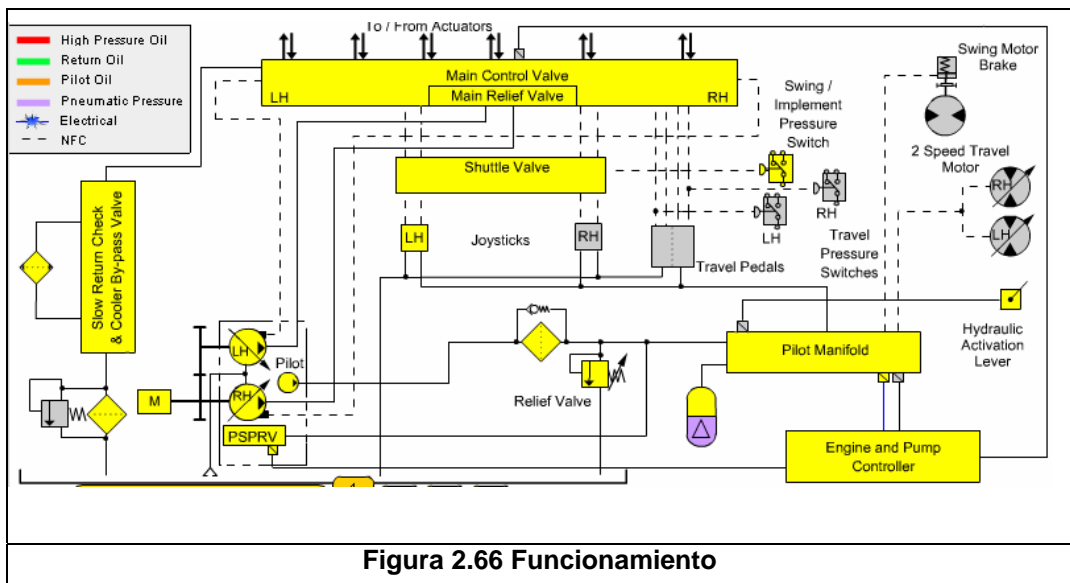 To / From Actuators
High Pressure Oil
Return Oil
Pilot Oil
Pneumatic Pressure
Electrical
NFC
Main Control Valve
Main Relief Valve
LH
RH
Swing Motor
Brake
Swing /
Implement
Pressure
Switch
2 Speed Travel
Motor
Shuttle Valve
RH
RH
LH
LH
Joysticks
RH
LH
Travel
Pressure
Switches
Travel Pedals
Slow Return Check
& Cooler By-pass Valve
Hydraulic
Activation
Lever
LH
Pilot
Pilot Manifold
RH
M
Relief Valve
PSPRV
Engine and Pump
Controller
Figura 2.66 Funcionamiento